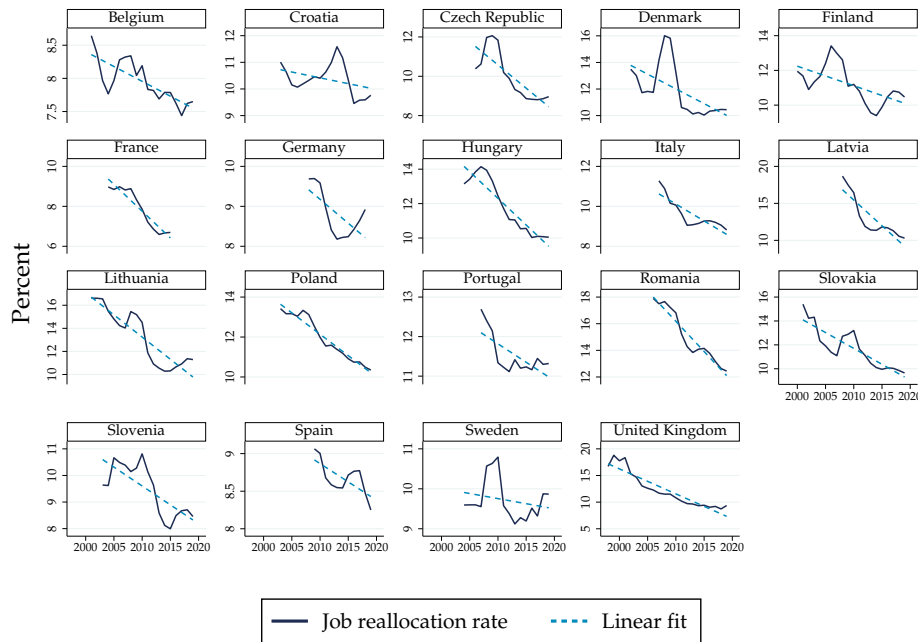 Belgium
Croatia
Czech Republic
Denmark
Finland
8.5
8
7.5
12
11
10
9
12
10
8
16
14
12
10
14
12
10
France
Germany
Hungary
Italy
Latvia
10
8
6
10
9
8
14
12
10
12
10
8
20
15
10
Percent
Lithuania
Poland
Portugal
Romania
Slovakia
16
14
12
10
14
12
10
13
12
11
18
16
14
12
16
14
12
10
2000 2005 2010 2015 2020
Slovenia
Spain
Sweden
United Kingdom
11
10
9
8
9
8.5
8
11
10
9
20
15
10
5
2000 2005 2010 2015 2020
2000 2005 2010 2015 2020
2000 2005 2010 2015 2020
2000 2005 2010 2015 2020
Job reallocation rate
Linear fit